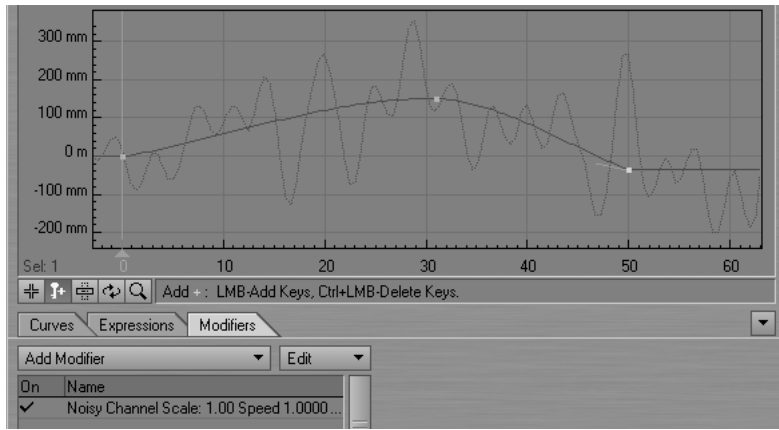 300 mm
200 mm
100 mm
0 m
-100 mm
-200 mm
Sel: 1 0 10 20 30 40 50 60
Add + : LMB-Add Keys, Ctrl+LMB-Delete Keys.
Curves Expressions Modifiers
Add Modifier Edit
On Name
Noisy Channel Scale: 1.00 Speed 1.0000...